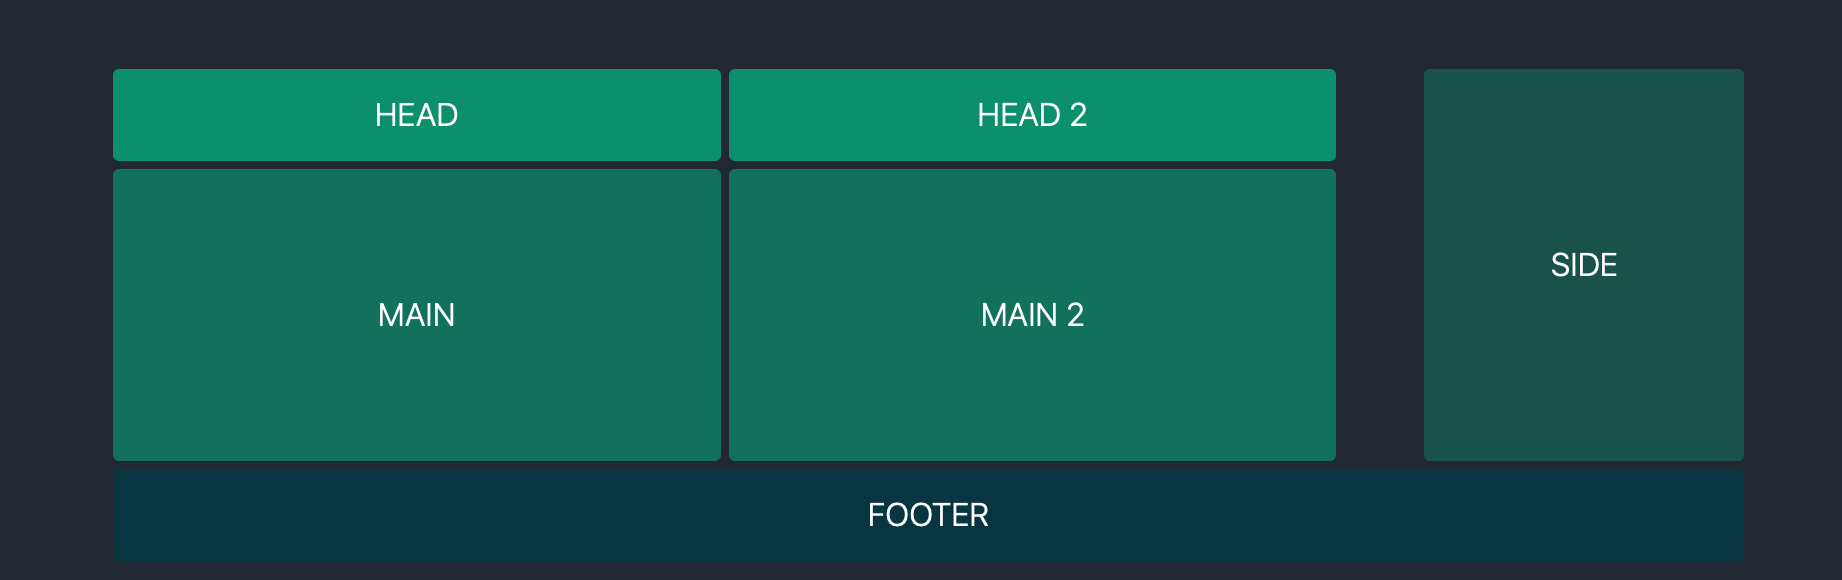 HEAD
HEAD 2
SIDE
MAIN
MAIN 2
FOOTER